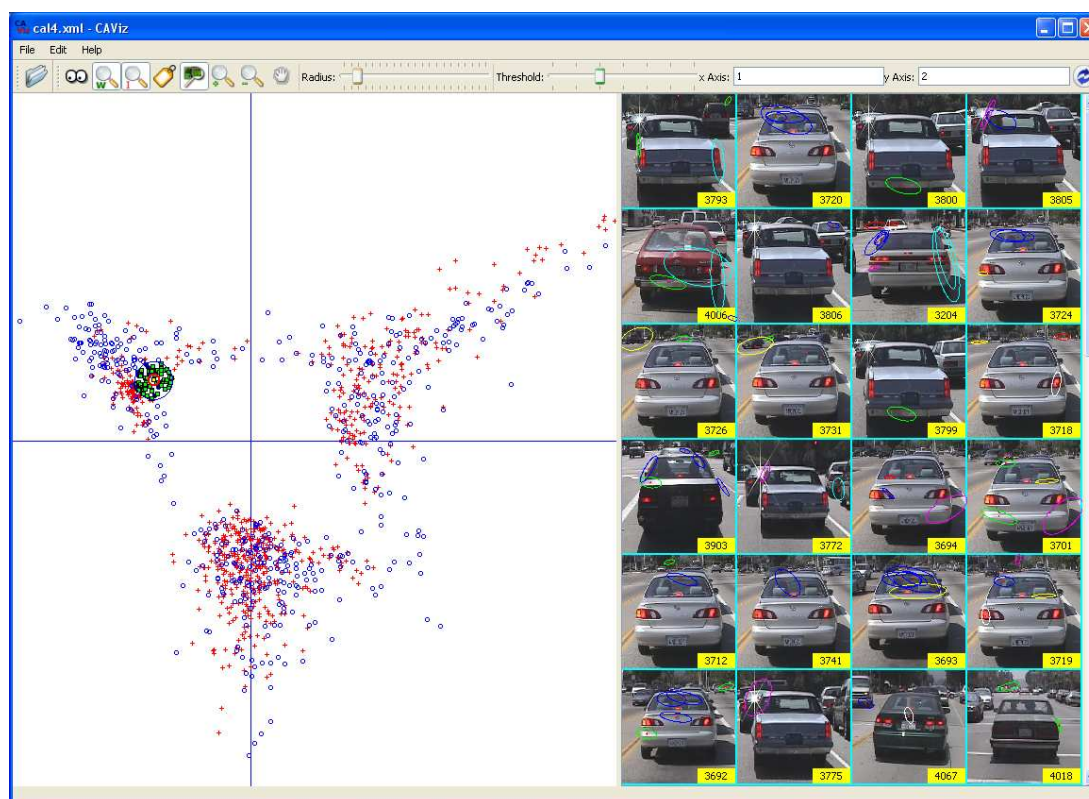 cal4.xml - CAViz
File Edit Help
Radius: Threshold: x Axis: 1 y Axis: 2
3793 3720 3800 3805
4006 3806 3204 3724
3726 3731 3799 3718
3903 3772 3694 3701
3712 3741 3693 3719
3692 3775 4067 4018